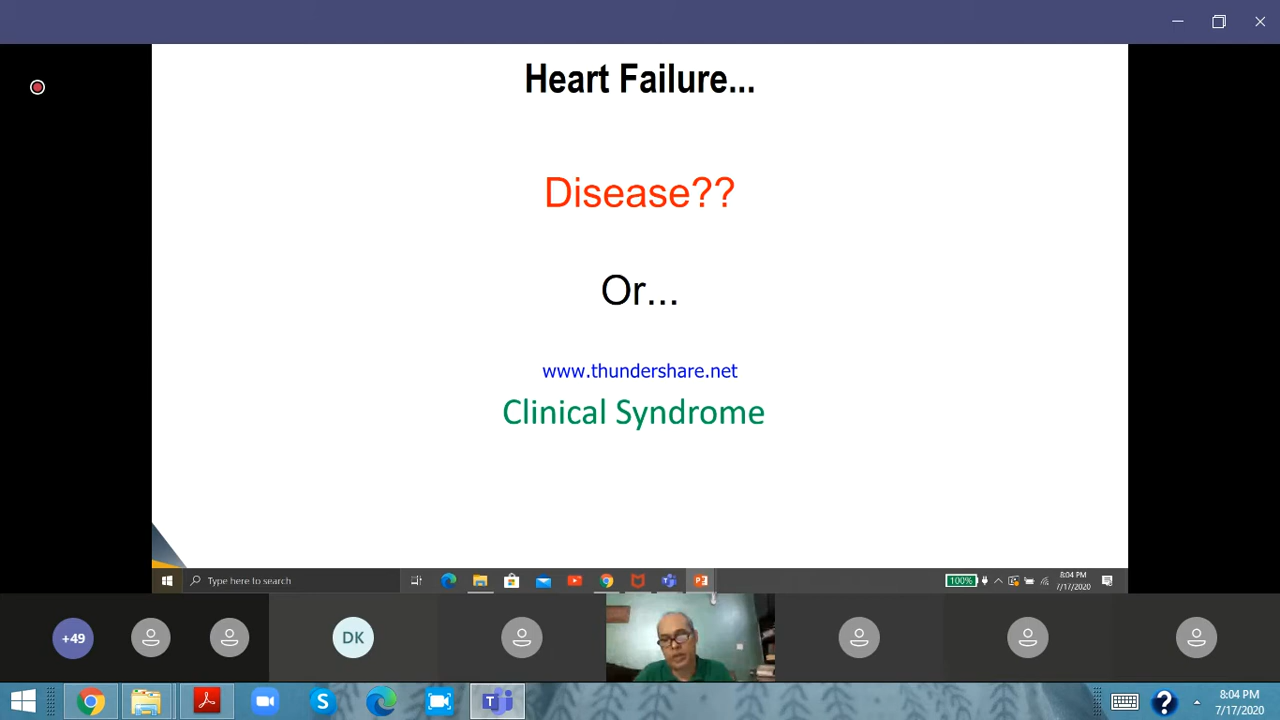 Heart Failure...
Disease??
Or...
www.thundershare.net
Clinical Syndrome
Type here to search
100%
8:04 PM
7/17/2020
+49
DK
8:04 PM
7/17/2020